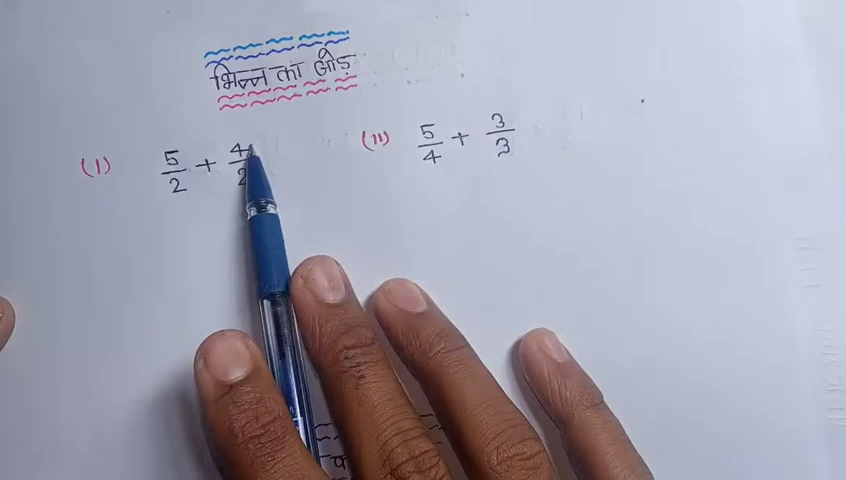 भिन्न का जोड़
(I) 5/2 + 4/2 (II) 5/4 + 3/3